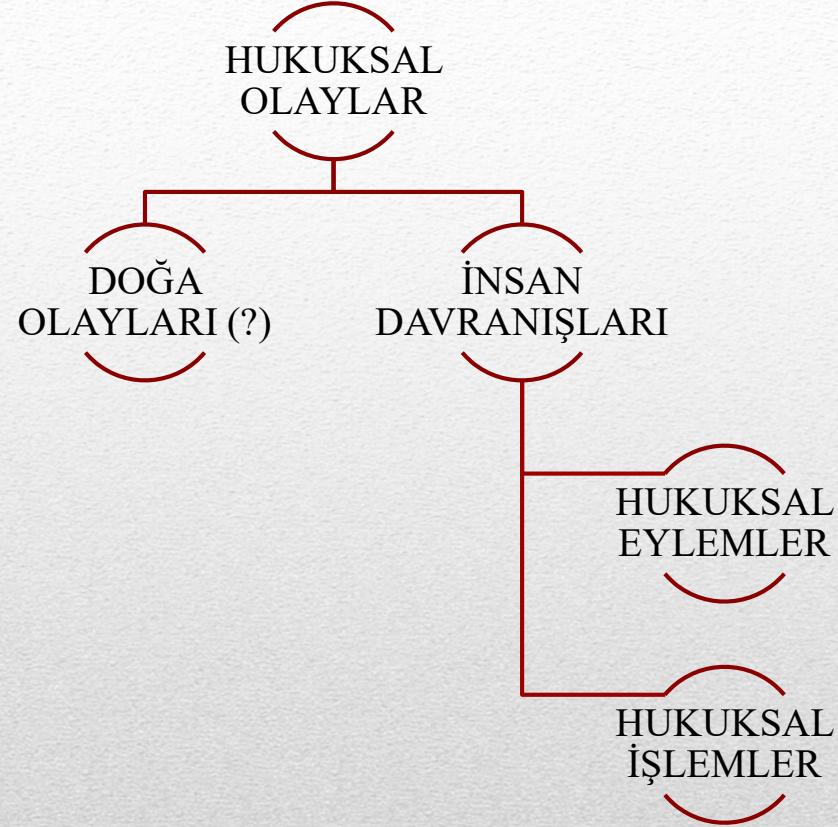 HUKUKSAL
OLAYLAR
DOĞA
OLAYLARI (?)
İNSAN
DAVRANIŞLARI
HUKUKSAL
EYLEMLER
HUKUKSAL
İŞLEMLER